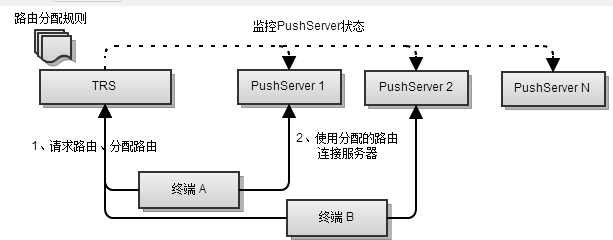 路由分配规则
监控PushServer状态
TRS
PushServer 1
PushServer 2
PushServer N
1、请求路由、分配路由
2、使用分配的路由
连接服务器
终端 A
终端 B